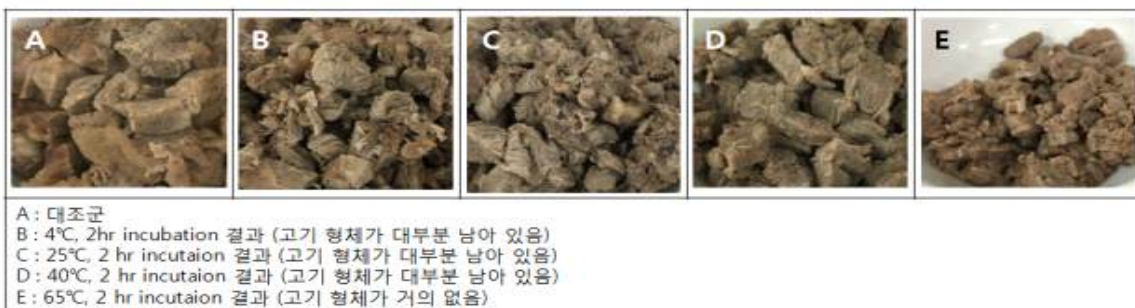 A
B
C
D
E
A : 대조군
B : 4℃, 2hr incubation 결과 (고기 형체가 대부분 남아 있음)
C : 25℃, 2 hr incutaion 결과 (고기 형체가 대부분 남아 있음)
D : 40℃, 2 hr incutaion 결과 (고기 형체가 대부분 남아 있음)
E : 65℃, 2 hr incutaion 결과 (고기 형체가 거의 없음)